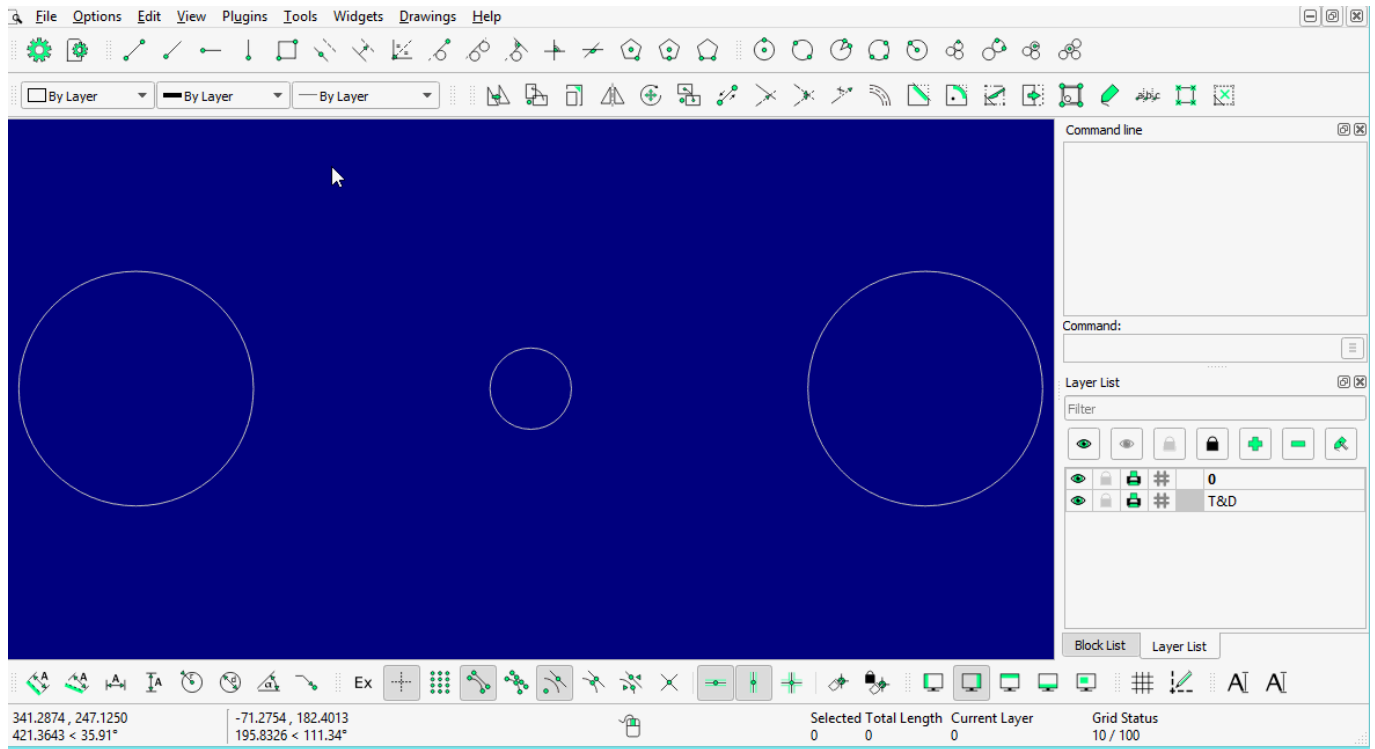 File Options Edit View Plugins Tools Widgets Drawings Help
By Layer By Layer By Layer
Command line
Command:
Layer List
Filter
0
T&D
Block List Layer List
Ex
341.2874 , 247.1250
421.3643 < 35.91°
-71.2754 , 182.4013
195.8326 < 111.34°
Selected Total Length Current Layer
0 0 0
Grid Status
10 / 100